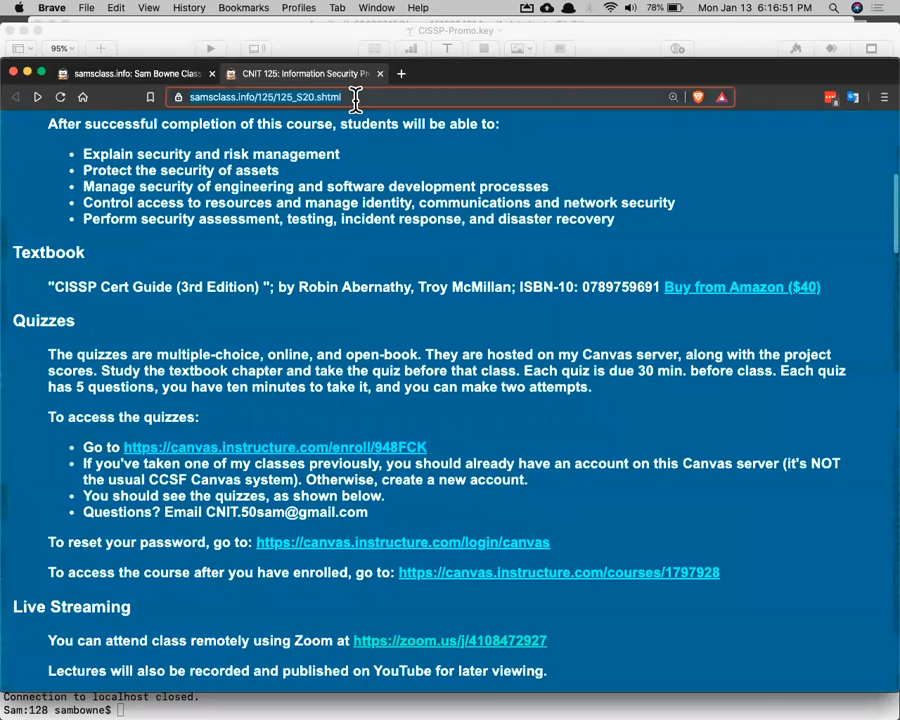 Brave File Edit View History Bookmarks Profiles Tab Window Help 78% Mon Jan 13 6:16:51 PM
CISSP-Promo.key
95%
samsclass.info: Sam Bowne Clas × CNIT 125: Information Security Pr × +
samsclass.info/125/125_S20.shtml
After successful completion of this course, students will be able to:
• Explain security and risk management
• Protect the security of assets
• Manage security of engineering and software development processes
• Control access to resources and manage identity, communications and network security
• Perform security assessment, testing, incident response, and disaster recovery
Textbook
"CISSP Cert Guide (3rd Edition) "; by Robin Abernathy, Troy McMillan; ISBN-10: 0789759691 Buy from Amazon ($40)
Quizzes
The quizzes are multiple-choice, online, and open-book. They are hosted on my Canvas server, along with the project
scores. Study the textbook chapter and take the quiz before that class. Each quiz is due 30 min. before class. Each quiz
has 5 questions, you have ten minutes to take it, and you can make two attempts.
To access the quizzes:
• Go to https://canvas.instructure.com/enroll/948FCK
• If you've taken one of my classes previously, you should already have an account on this Canvas server (it's NOT
the usual CCSF Canvas system). Otherwise, create a new account.
• You should see the quizzes, as shown below.
• Questions? Email CNIT.50sam@gmail.com
To reset your password, go to: https://canvas.instructure.com/login/canvas
To access the course after you have enrolled, go to: https://canvas.instructure.com/courses/1797928
Live Streaming
You can attend class remotely using Zoom at https://zoom.us/j/4108472927
Lectures will also be recorded and published on YouTube for later viewing.
Connection to localhost closed.
Sam:128 sambowne$